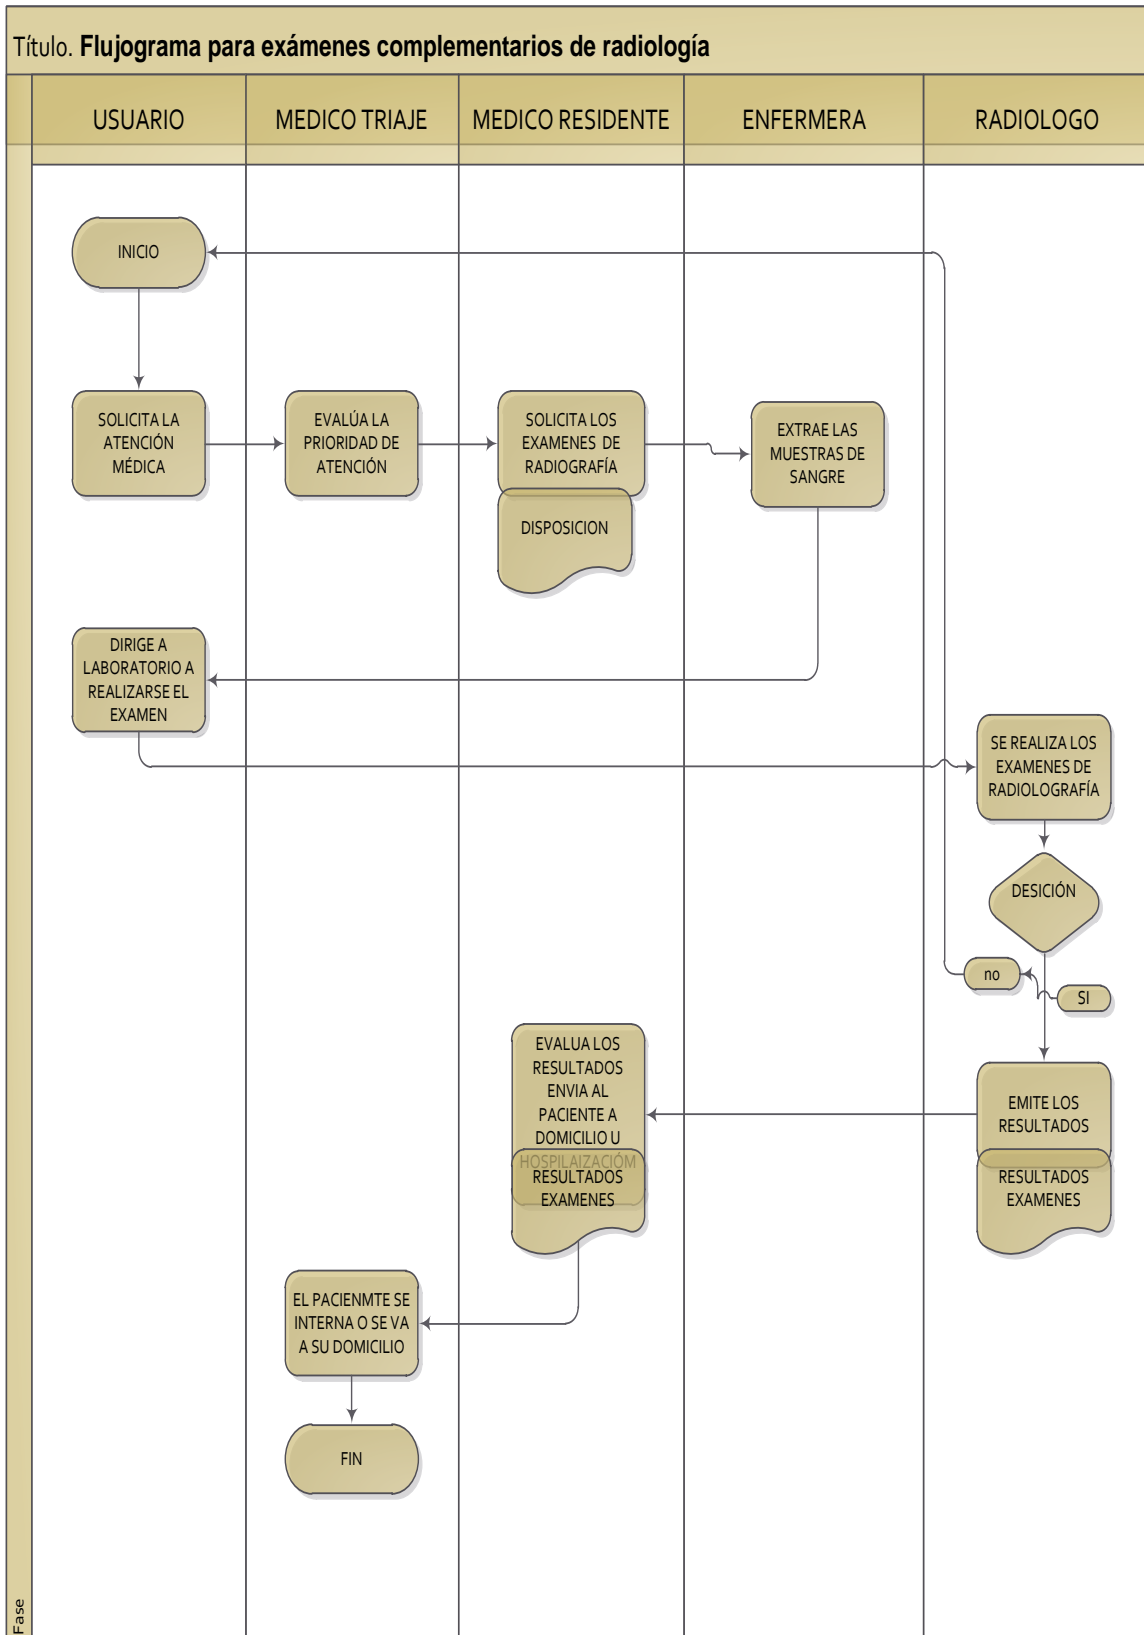 Título. Flujograma para exámenes complementarios de radiología
USUARIO
MEDICO TRIAJE
MEDICO RESIDENTE
ENFERMERA
RADIOLOGO
INICIO
SOLICITA LA
ATENCIÓN
MÉDICA
EVALÚA LA
PRIORIDAD DE
ATENCIÓN
SOLICITA LOS
EXAMENES DE
RADIOGRAFÍA
DISPOSICION
EXTRAE LAS
MUESTRAS DE
SANGRE
DIRIGE A
LABORATORIO A
REALIZARSE EL
EXAMEN
SE REALIZA LOS
EXAMENES DE
RADIOLOGRAFÍA
DESICIÓN
no
SI
EMITE LOS
RESULTADOS
RESULTADOS
EXAMENES
EVALUA LOS
RESULTADOS
ENVIA AL
PACIENTE A
DOMICILIO U
HOSPILAIZACIÓM
RESULTADOS
EXAMENES
EL PACIENMTE SE
INTERNA O SE VA
A SU DOMICILIO
FIN
Fase